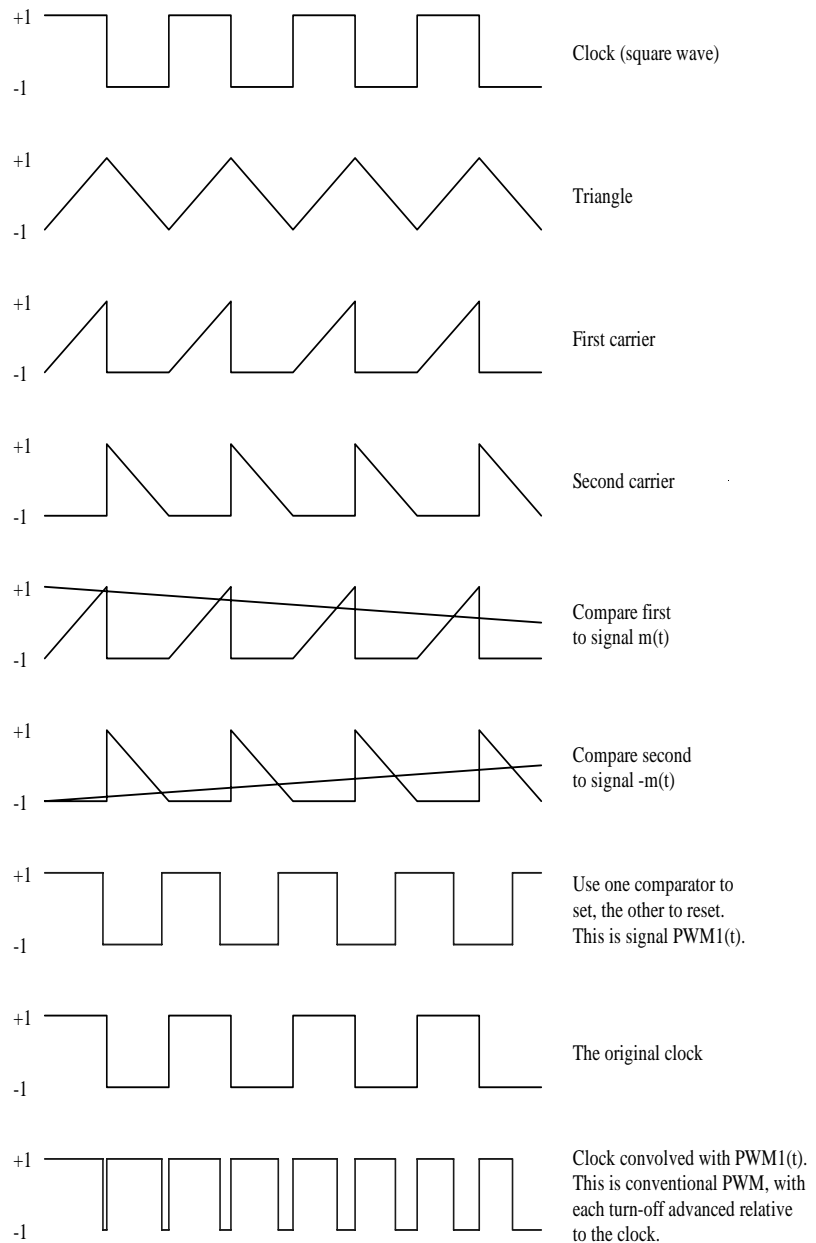 +1
Clock (square wave)
-1
+1
Triangle
-1
+1
First carrier
-1
+1
Second carrier
-1
+1
Compare first
to signal m(t)
-1
+1
Compare second
to signal -m(t)
-1
+1
Use one comparator to
set, the other to reset.
This is signal PWM1(t).
-1
+1
The original clock
-1
+1
Clock convolved with PWM1(t).
This is conventional PWM, with
each turn-off advanced relative
to the clock.
-1